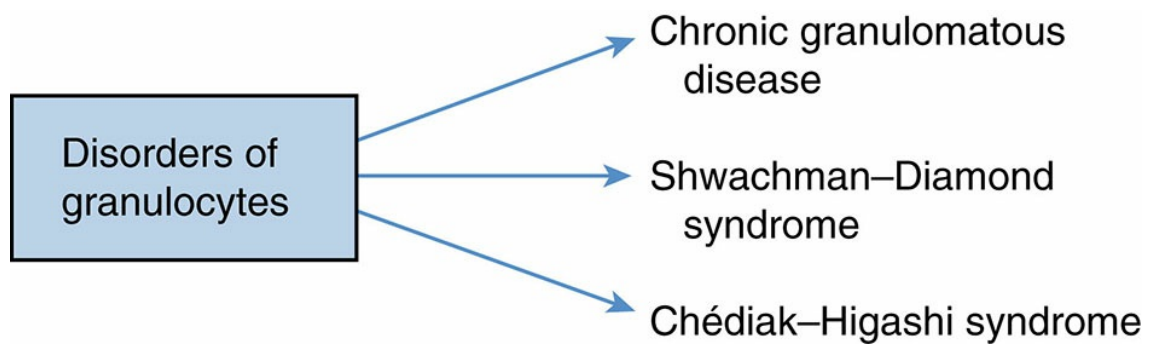 Disorders of
granulocytes
Chronic granulomatous
disease
Shwachman–Diamond
syndrome
Chédiak–Higashi syndrome